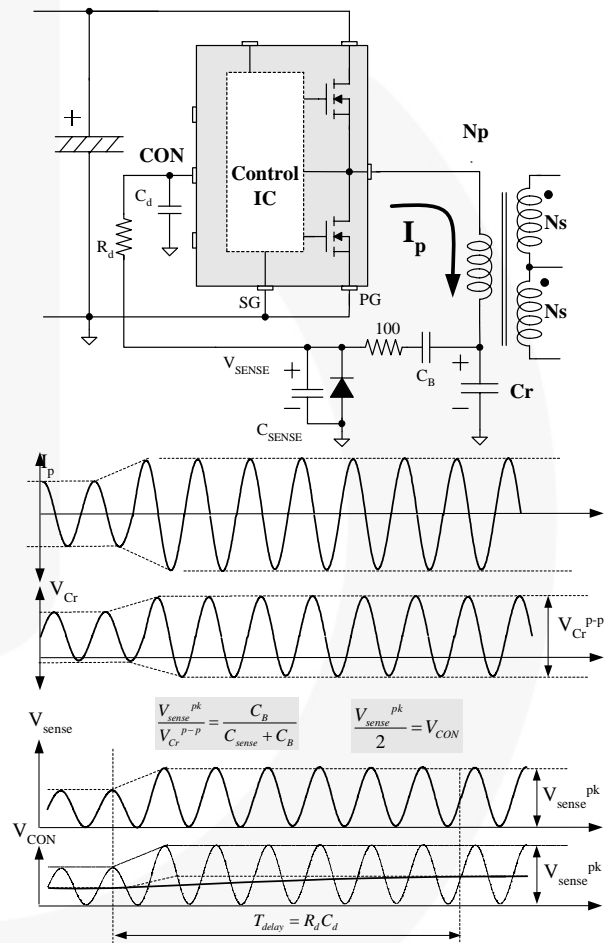 Np
CON
Control
IC
C_d
R_d
I_p
Ns
Ns
SG
PG
100
V_SENSE
C_B
Cr
C_SENSE
I_p
V_Cr
V_Cr^p-p
V_sense^pk / V_Cr^p-p = C_B / (C_sense + C_B)
V_sense^pk / 2 = V_CON
V_sense
V_sense^pk
V_CON
V_sense^pk
T_delay = R_d C_d